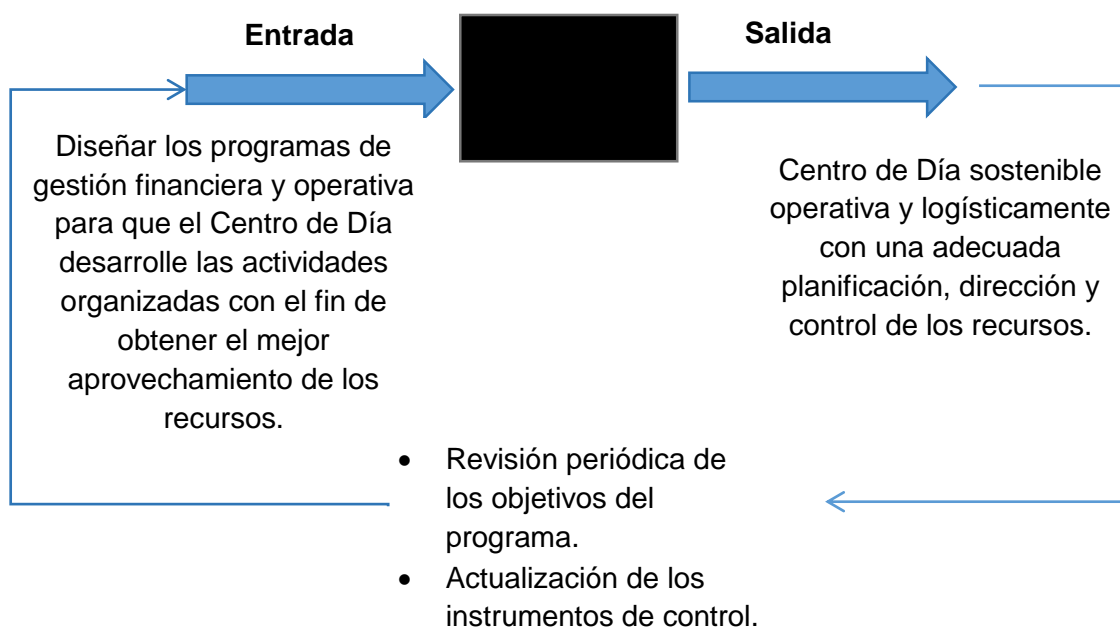 Entrada
Salida
Diseñar los programas de
gestión financiera y operativa
para que el Centro de Día
desarrolle las actividades
organizadas con el fin de
obtener el mejor
aprovechamiento de los
recursos.
Centro de Día sostenible
operativa y logísticamente
con una adecuada
planificación, dirección y
control de los recursos.
• Revisión periódica de
los objetivos del
programa.
• Actualización de los
instrumentos de control.